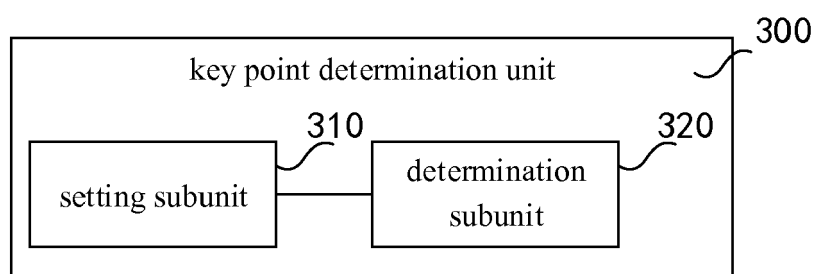 300
key point determination unit
310
320
setting subunit
determination
subunit